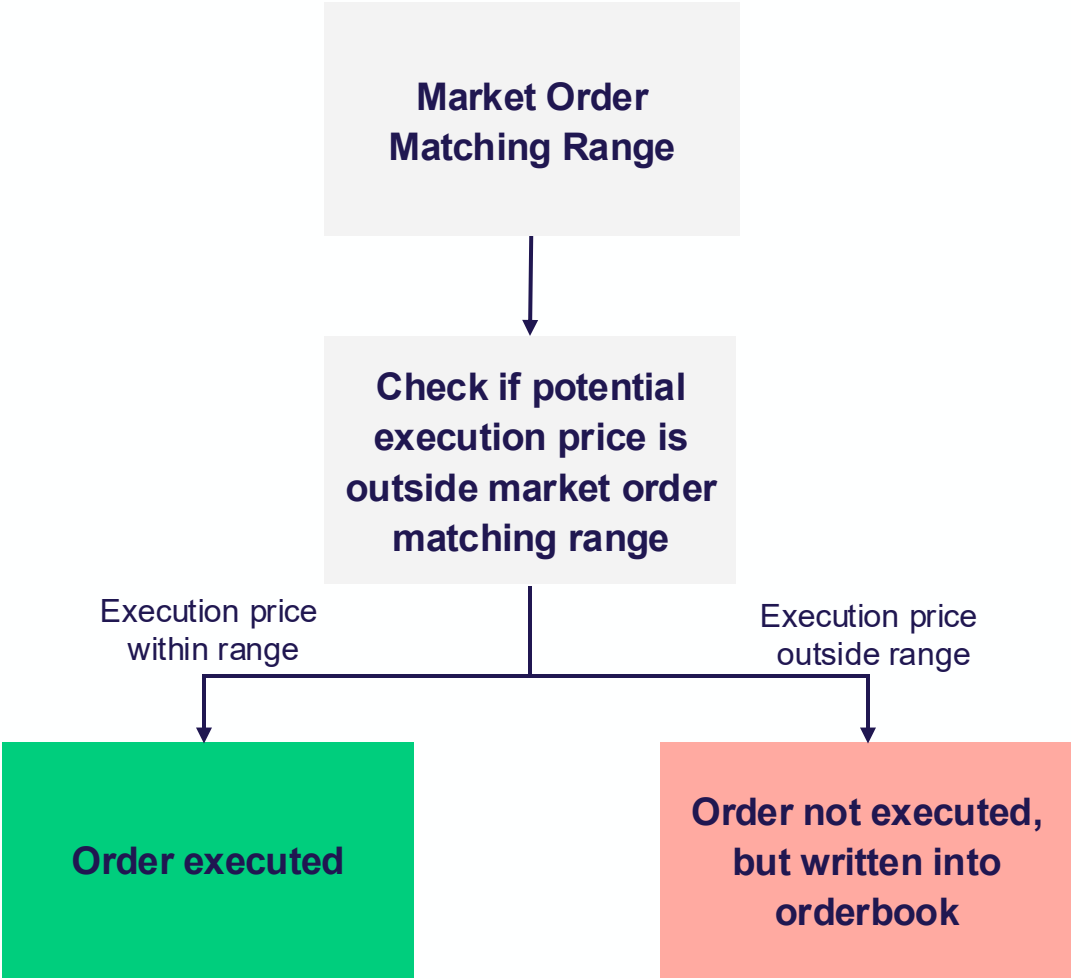 Market Order
Matching Range
Check if potential
execution price is
outside market order
matching range
Execution price
within range
Execution price
outside range
Order executed
Order not executed,
but written into
orderbook